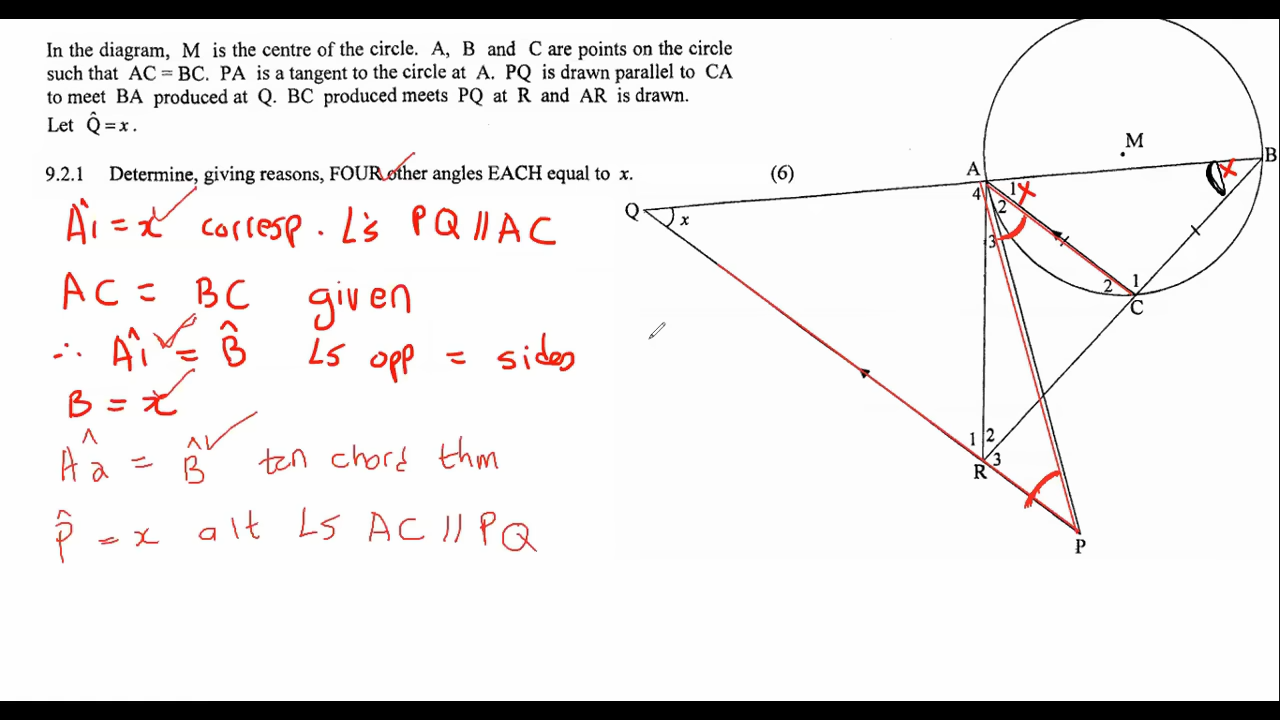 In the diagram, M is the centre of the circle. A, B and C are points on the circle
such that AC = BC. PA is a tangent to the circle at A. PQ is drawn parallel to CA
to meet BA produced at Q. BC produced meets PQ at R and AR is drawn.
Let Q̂ = x.
9.2.1 Determine, giving reasons, FOUR other angles EACH equal to x. (6)
Â1 = x corresp. ∠'s PQ // AC
AC = BC given
∴ Â1 = B̂ ∠s opp = sides
B = x
Â2 = B̂ tan chord thm
P̂ = x alt ∠s AC // PQ
M
B
x
A
1
x
4
2
3
Q
x
2
1
C
1
2
R
3
P